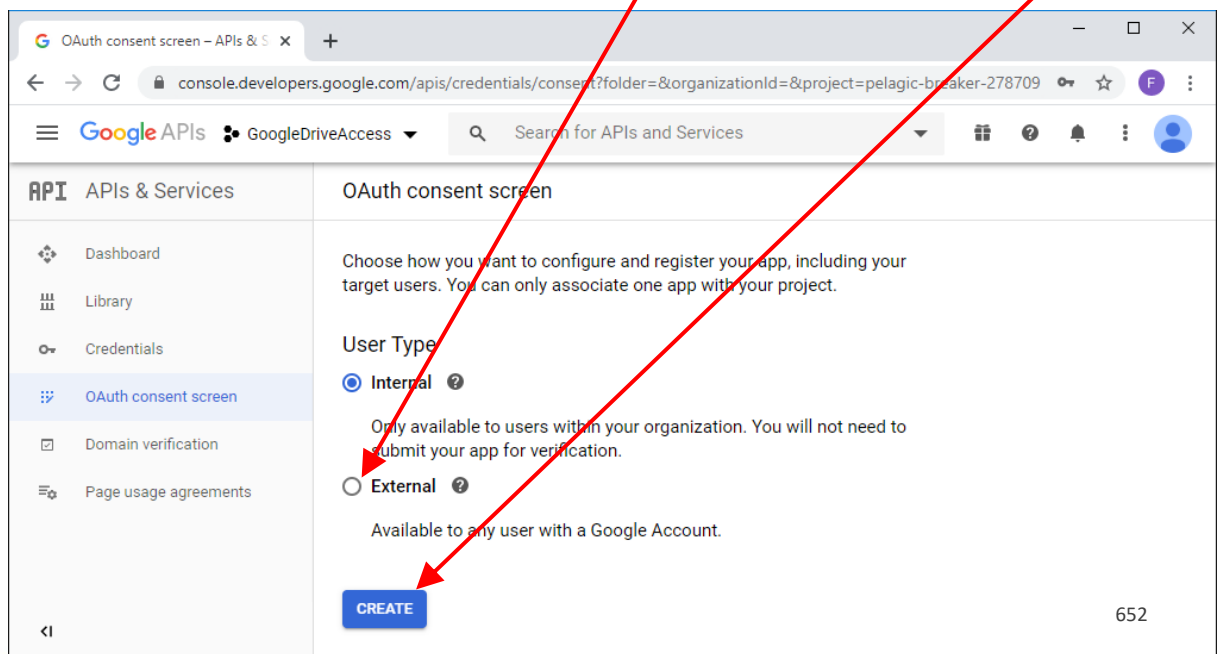 OAuth consent screen – APIs & S
console.developers.google.com/apis/credentials/consent?folder=&organizationId=&project=pelagic-breaker-278709
F
Google APIs
GoogleDriveAccess
Search for APIs and Services
API APIs & Services
OAuth consent screen
Dashboard
Library
Credentials
OAuth consent screen
Domain verification
Page usage agreements
Choose how you want to configure and register your app, including your
target users. You can only associate one app with your project.
User Type
Internal
Only available to users within your organization. You will not need to
submit your app for verification.
External
Available to any user with a Google Account.
CREATE
652